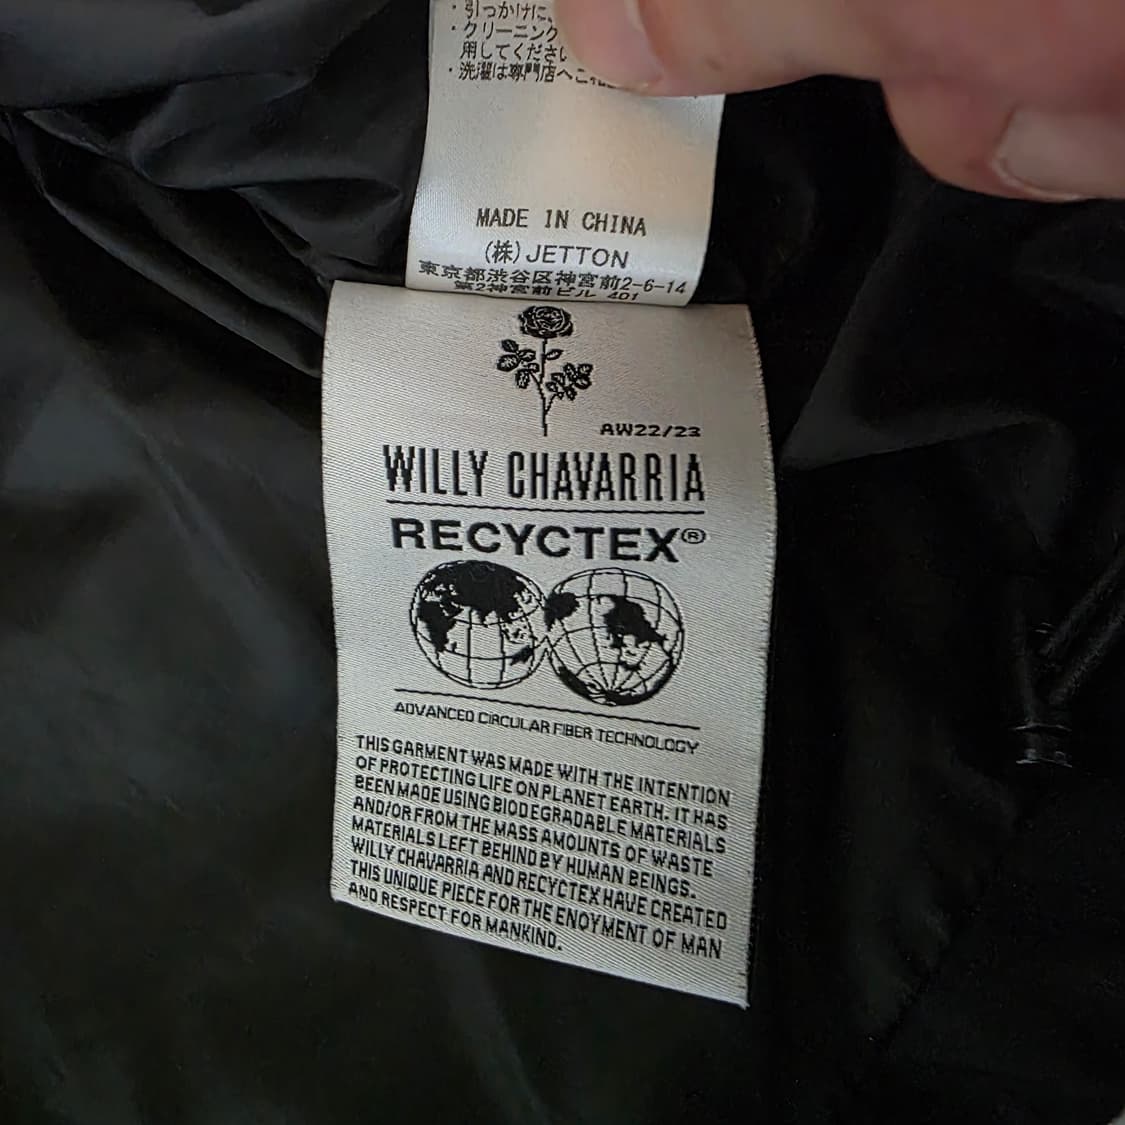 ・引っかけに、
・クリーニング
用してください
・洗濯は専門店へご
MADE IN CHINA
(株)JETTON
東京都渋谷区神宮前2-6-14
第2神宮前ビル 401
AW22/23
WILLY CHAVARRIA
RECYCTEX®
ADVANCED CIRCULAR FIBER TECHNOLOGY
THIS GARMENT WAS MADE WITH THE INTENTION
OF PROTECTING LIFE ON PLANET EARTH. IT HAS
BEEN MADE USING BIODEGRADABLE MATERIALS
AND/OR FROM THE MASS AMOUNTS OF WASTE
MATERIALS LEFT BEHIND BY HUMAN BEINGS.
WILLY CHAVARRIA AND RECYCTEX HAVE CREATED
THIS UNIQUE PIECE FOR THE ENOYMENT OF MAN
AND RESPECT FOR MANKIND.